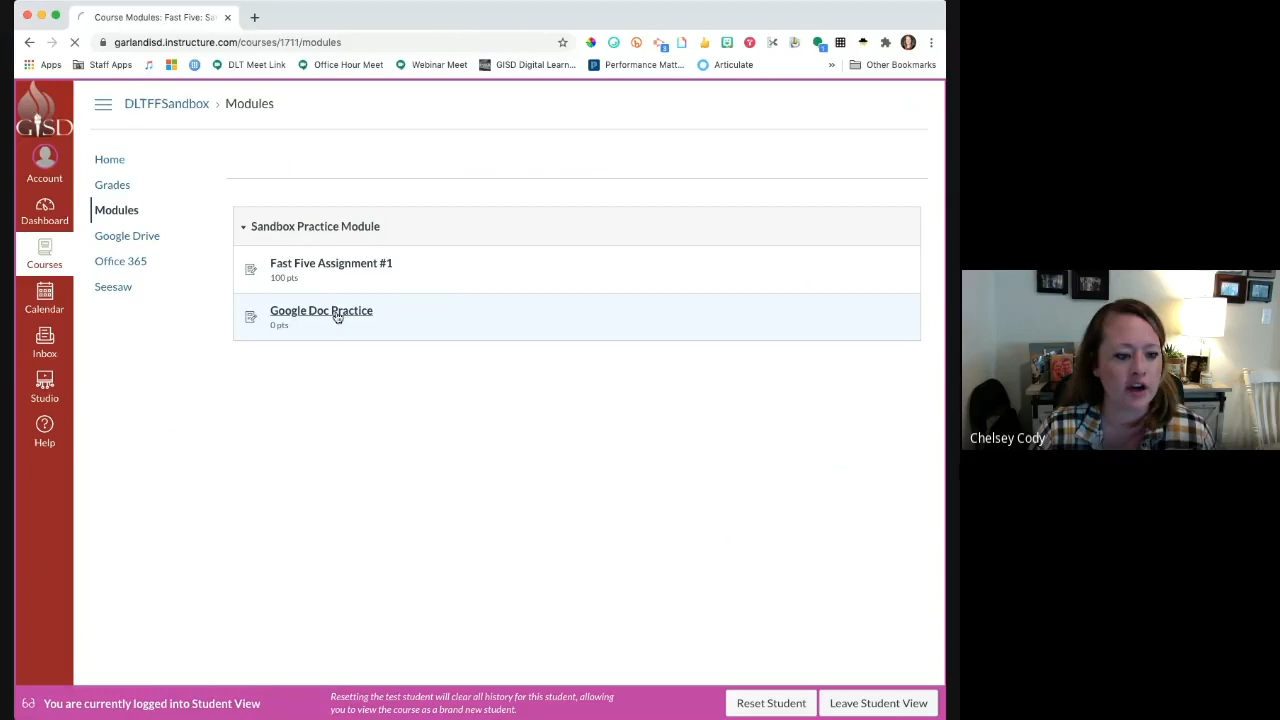 Course Modules: Fast Five: Sa
garlandisd.instructure.com/courses/1711/modules
Apps Staff Apps DLT Meet Link Office Hour Meet Webinar Meet GISD Digital Learn... Performance Matt... Articulate » Other Bookmarks
GISD
DLTFFSandbox › Modules
Account
Dashboard
Courses
Calendar
Inbox
Studio
Help
Home
Grades
Modules
Google Drive
Office 365
Seesaw
Sandbox Practice Module
Fast Five Assignment #1
100 pts
Google Doc Practice
0 pts
Chelsey Cody
You are currently logged into Student View
Resetting the test student will clear all history for this student, allowing
you to view the course as a brand new student.
Reset Student Leave Student View